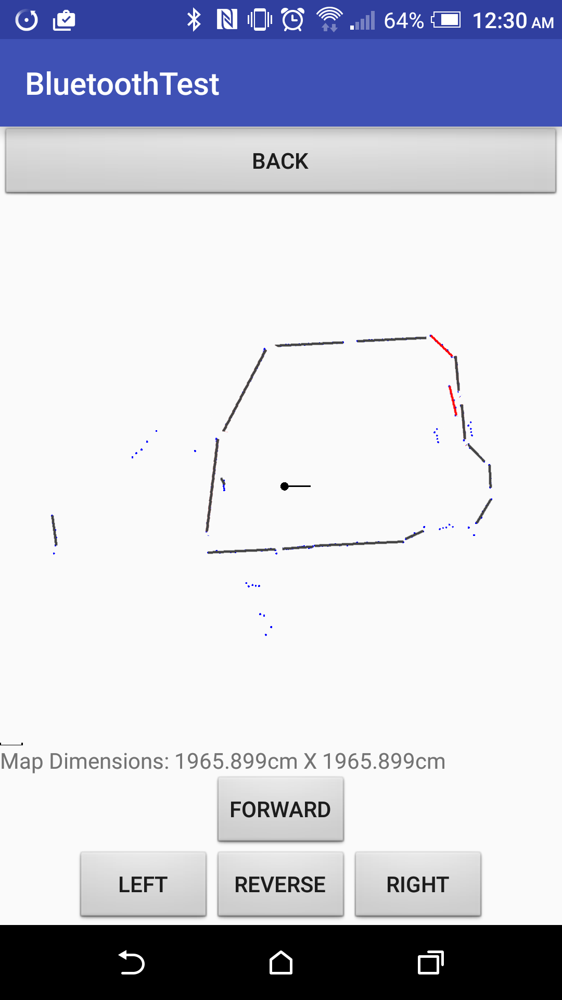 64% 12:30 AM
BluetoothTest
BACK
Map Dimensions: 1965.899cm X 1965.899cm
FORWARD
LEFT REVERSE RIGHT